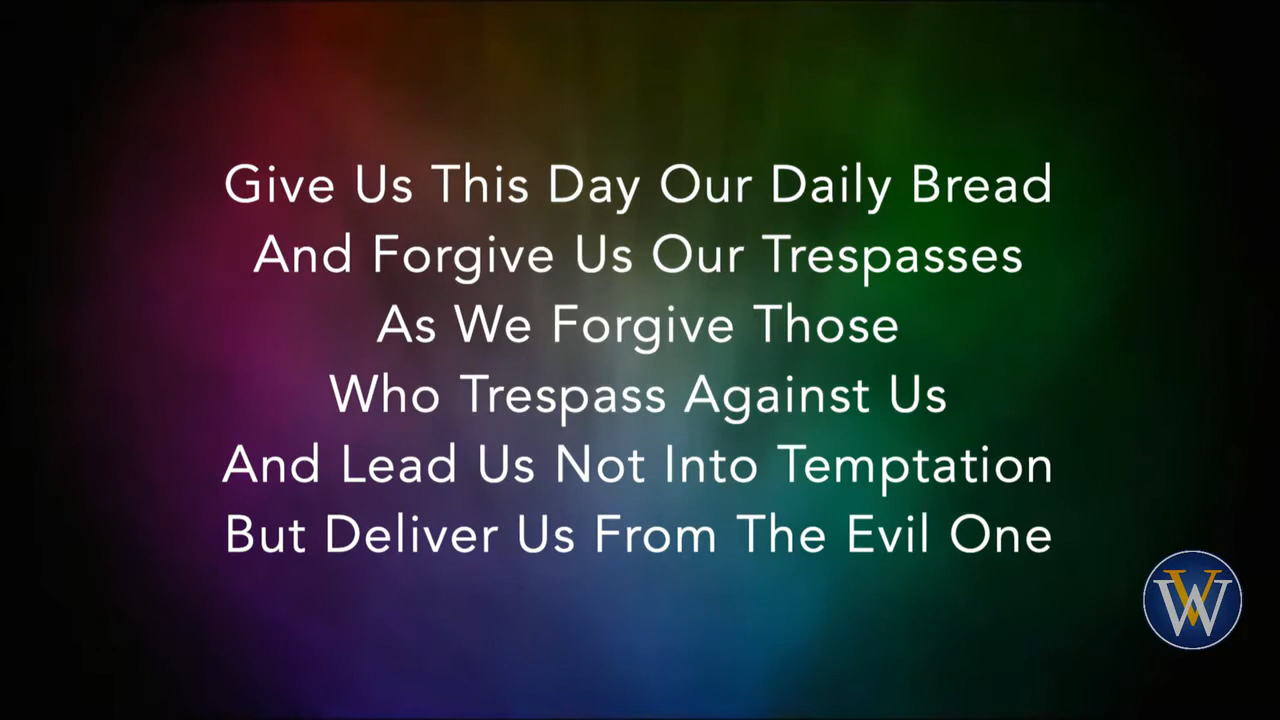 Give Us This Day Our Daily Bread
And Forgive Us Our Trespasses
As We Forgive Those
Who Trespass Against Us
And Lead Us Not Into Temptation
But Deliver Us From The Evil One
VW